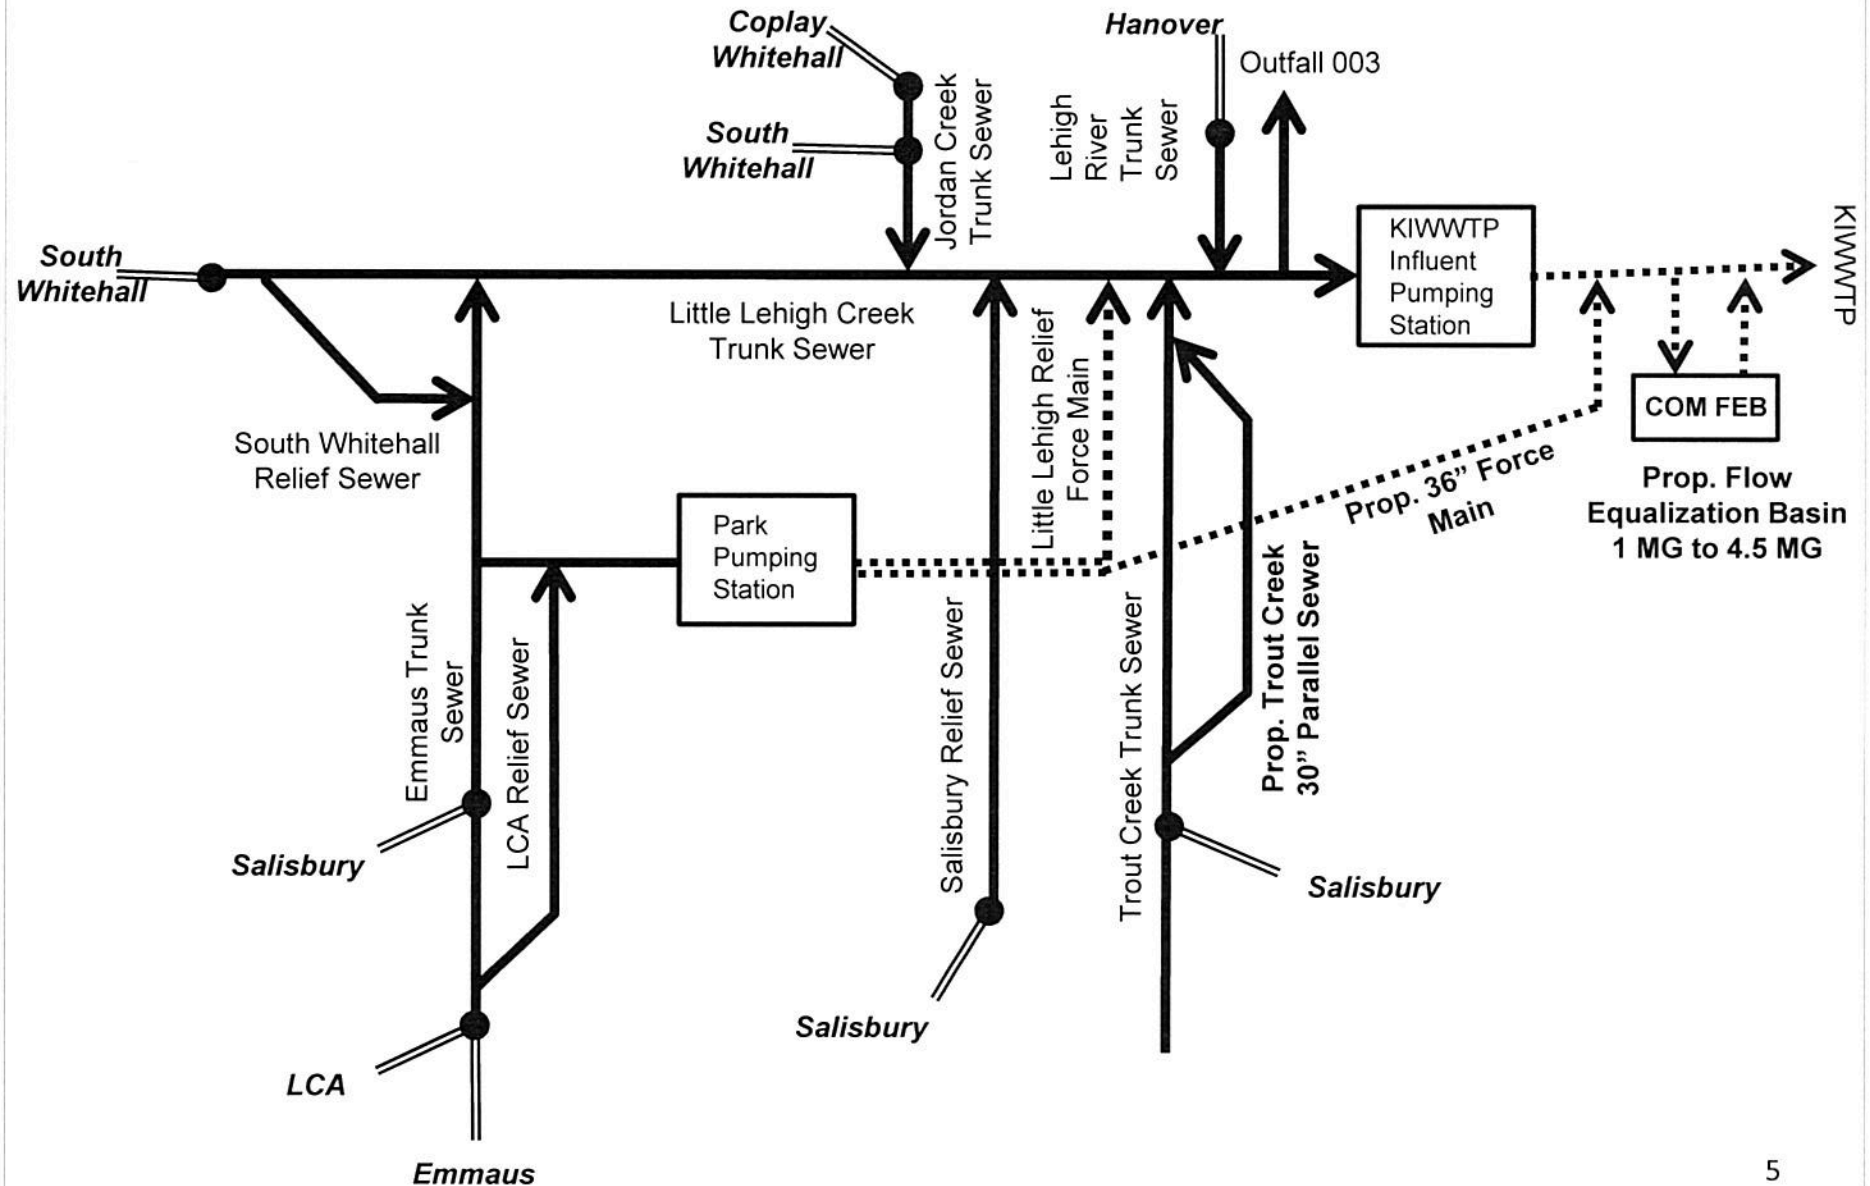 Coplay
Whitehall
Hanover
Outfall 003
South
Whitehall
Jordan Creek
Trunk Sewer
Lehigh
River
Trunk
Sewer
South
Whitehall
KIWWTP
Influent
Pumping
Station
KIWWTP
Little Lehigh Creek
Trunk Sewer
COM FEB
South Whitehall
Relief Sewer
Little Lehigh Relief
Force Main
Prop. 36” Force
Main
Prop. Flow
Equalization Basin
1 MG to 4.5 MG
Park
Pumping
Station
Emmaus Trunk
Sewer
LCA Relief Sewer
Salisbury Relief Sewer
Trout Creek Trunk Sewer
Prop. Trout Creek
30” Parallel Sewer
Salisbury
Salisbury
Salisbury
LCA
Emmaus
5